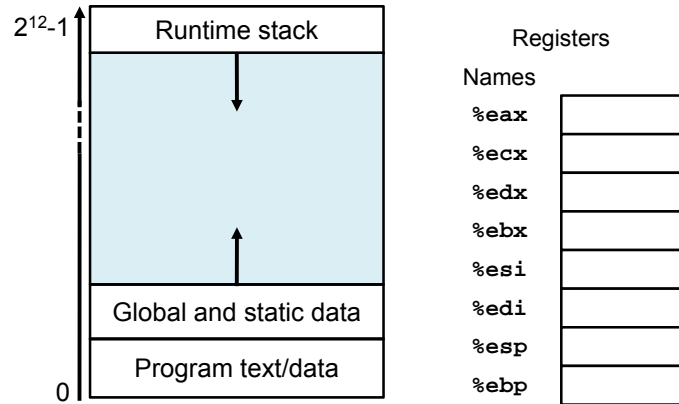 2¹²-1
Runtime stack
Global and static data
Program text/data
0
Registers
Names
%eax
%ecx
%edx
%ebx
%esi
%edi
%esp
%ebp